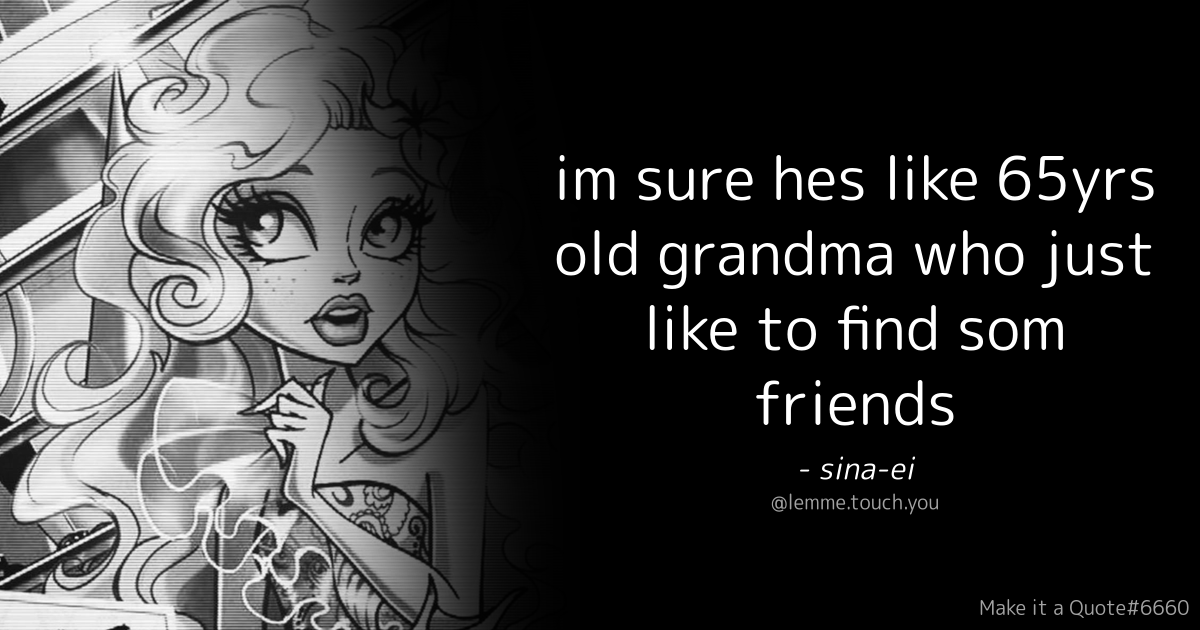 im sure hes like 65yrs
old grandma who just
like to find som
friends
- sina-ei
@lemme.touch.you
Make it a Quote#6660